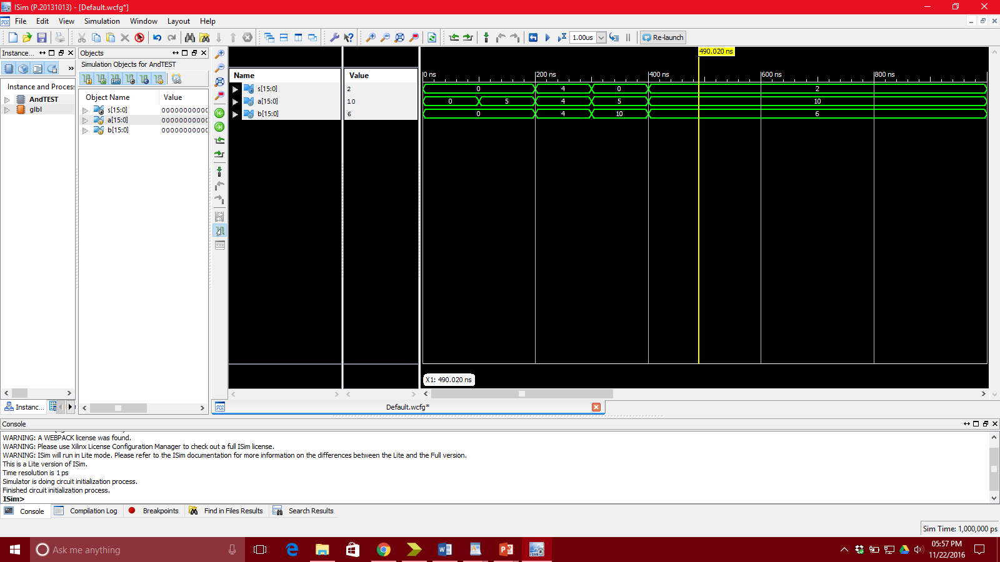 ISim (P.20131013) - [Default.wcfg*]
File Edit View Simulation Window Layout Help
1.00us Re-launch
Instance...
Instance and Process
AndTEST
glbl
Instanc...
Objects
Simulation Objects for AndTEST
Object Name Value
s[15:0] 000000000000
a[15:0] 000000000000
b[15:0] 000000000000
Name Value
s[15:0] 2
a[15:0] 10
b[15:0] 6
490.020 ns
0 ns 200 ns 400 ns 600 ns 800 ns
0 4 0 2
0 5 4 5 10
0 4 10 6
X1: 490.020 ns
Default.wcfg*
Console
WARNING: A WEBPACK license was found.
WARNING: Please use Xilinx License Configuration Manager to check out a full ISim license.
WARNING: ISim will run in Lite mode. Please refer to the ISim documentation for more information on the differences between the Lite and the Full version.
This is a Lite version of ISim.
Time resolution is 1 ps
Simulator is doing circuit initialization process.
Finished circuit initialization process.
ISim>
Console Compilation Log Breakpoints Find in Files Results Search Results
Sim Time: 1,000,000 ps
Ask me anything
05:57 PM
11/22/2016